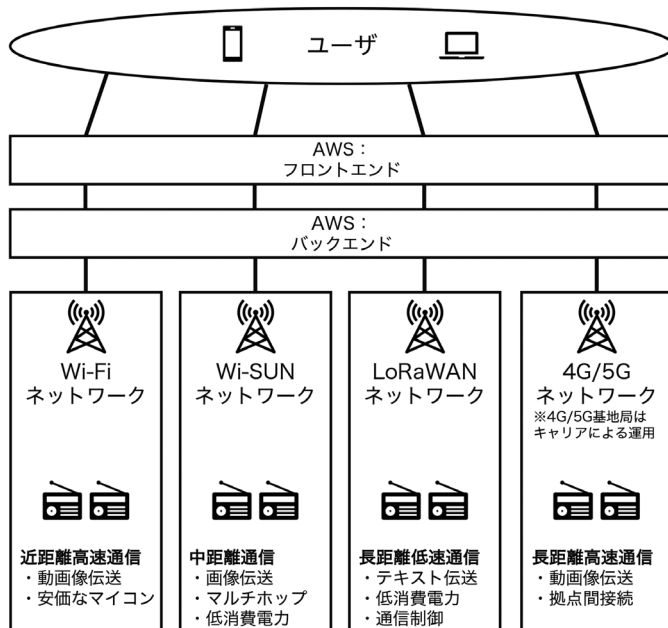 ユーザ
AWS：
フロントエンド
AWS：
バックエンド
Wi-Fi
ネットワーク
Wi-SUN
ネットワーク
LoRaWAN
ネットワーク
4G/5G
ネットワーク
※4G/5G基地局は
キャリアによる運用
近距離高速通信
・動画像伝送
・安価なマイコン
中距離通信
・画像伝送
・マルチホップ
・低消費電力
長距離低速通信
・テキスト伝送
・低消費電力
・通信制御
長距離高速通信
・動画像伝送
・拠点間接続